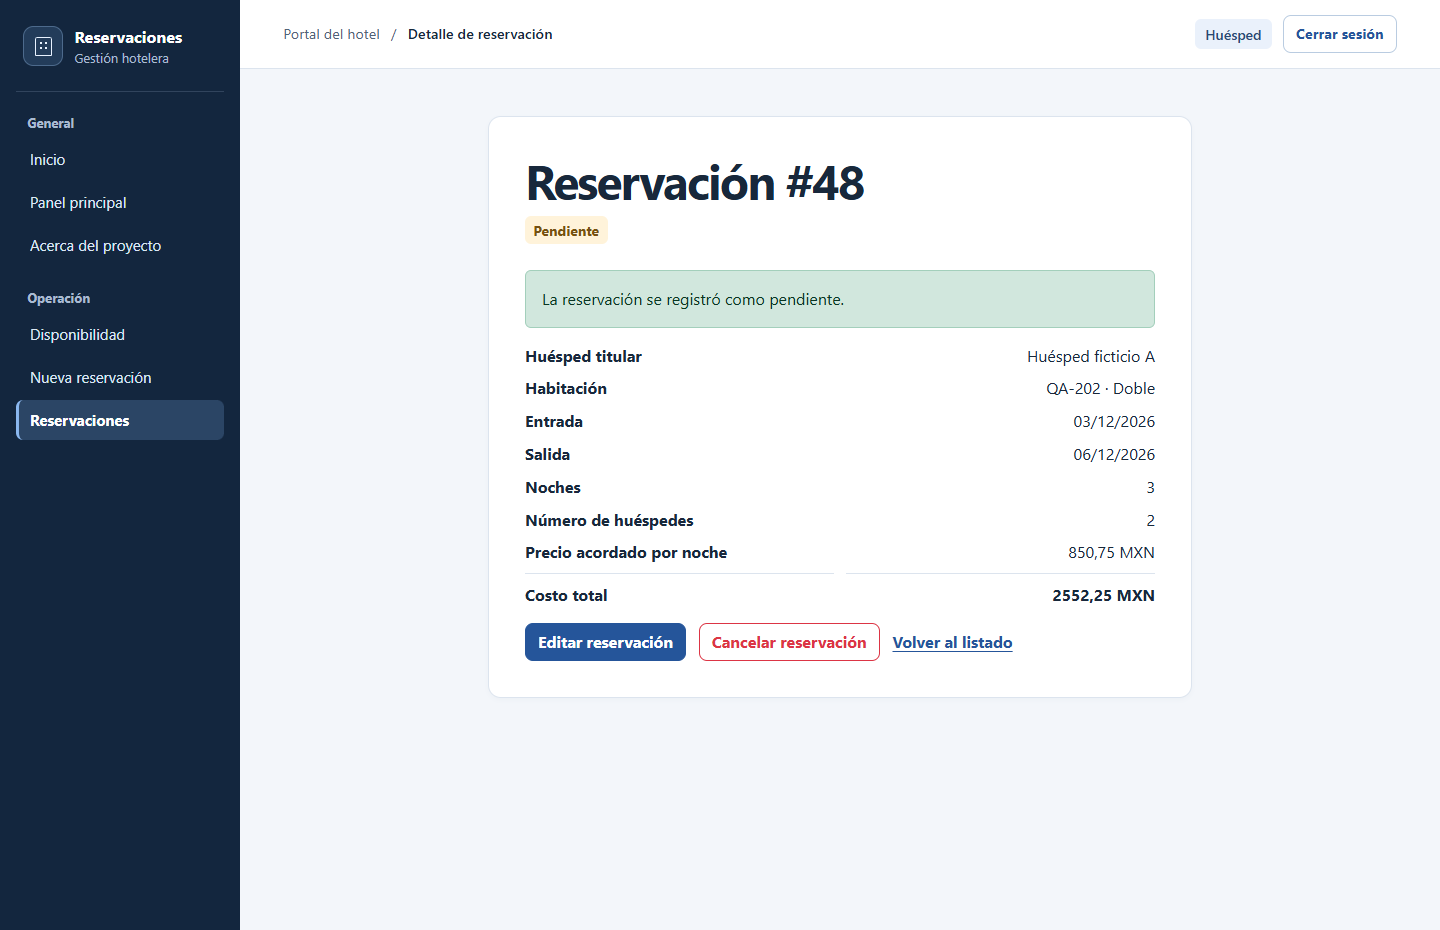 Reservaciones
Gestión hotelera
General
Inicio
Panel principal
Acerca del proyecto
Operación
Disponibilidad
Nueva reservación
Reservaciones
Portal del hotel / Detalle de reservación
Huésped
Cerrar sesión
Reservación #48
Pendiente
La reservación se registró como pendiente.
Huésped titular Huésped ficticio A
Habitación QA-202 · Doble
Entrada 03/12/2026
Salida 06/12/2026
Noches 3
Número de huéspedes 2
Precio acordado por noche 850,75 MXN
Costo total 2552,25 MXN
Editar reservación Cancelar reservación Volver al listado